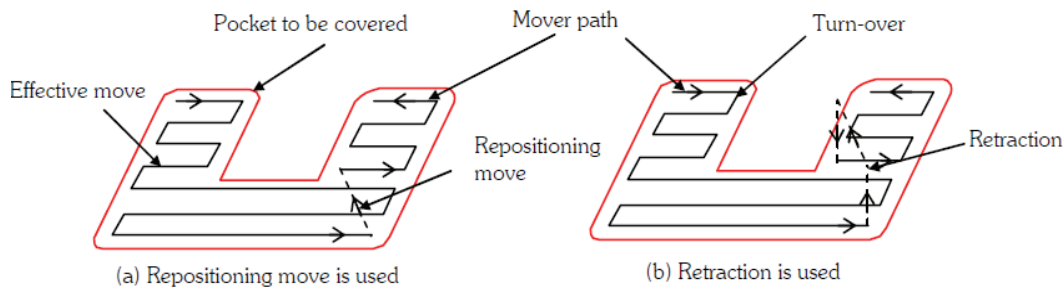 Pocket to be covered
Mover path
Turn-over
Effective move
Repositioning
move
Retraction
(a) Repositioning move is used
(b) Retraction is used